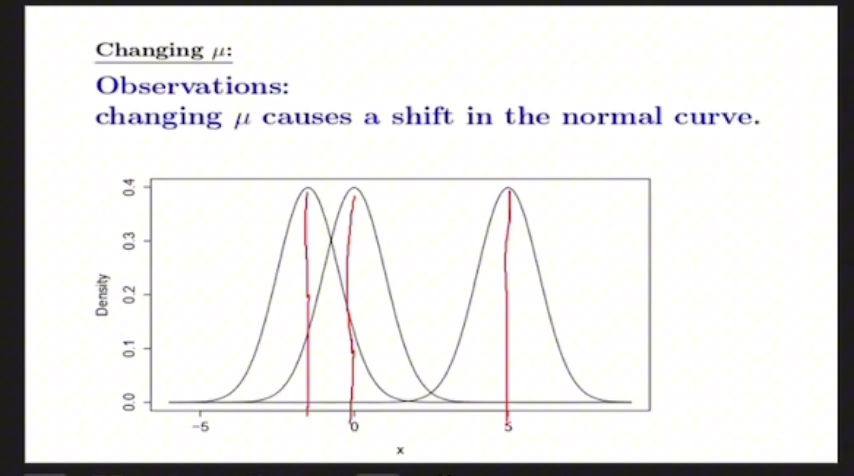 Changing μ:
Observations:
changing μ causes a shift in the normal curve.
0.4
0.3
0.2
0.1
0.0
Density
-5
0
5
x